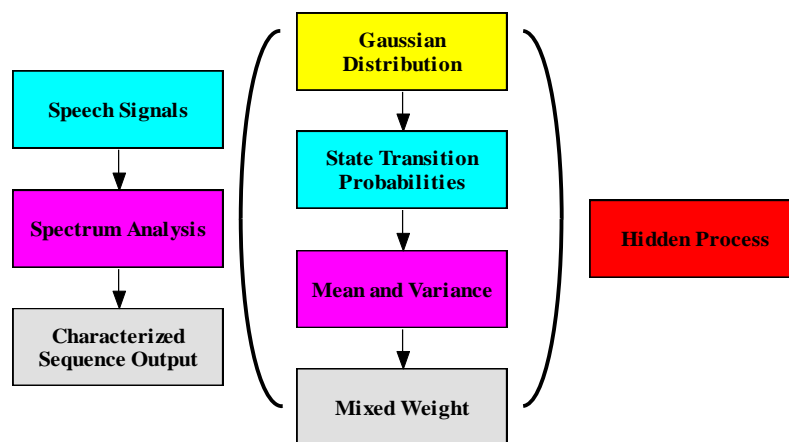 Speech Signals
Spectrum Analysis
Characterized
Sequence Output
Gaussian
Distribution
State Transition
Probabilities
Mean and Variance
Mixed Weight
Hidden Process